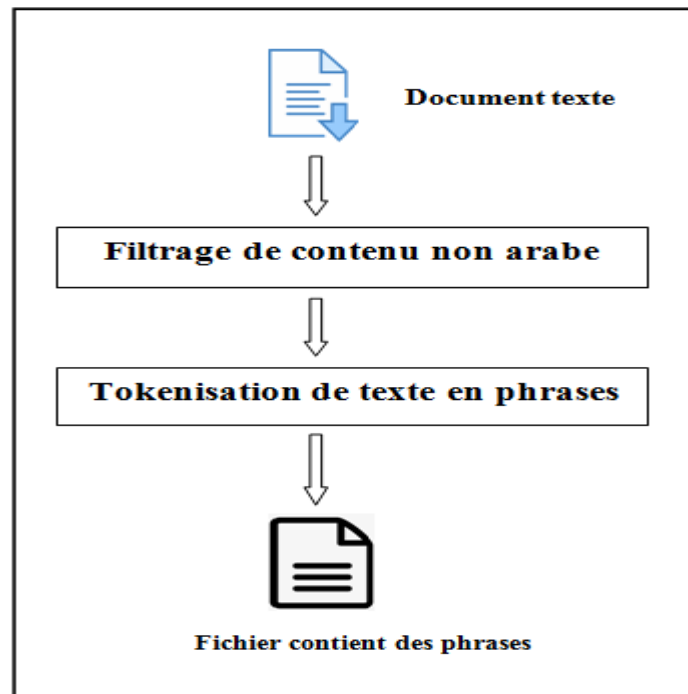 Document texte
Filtrage de contenu non arabe
Tokenisation de texte en phrases
Fichier contient des phrases